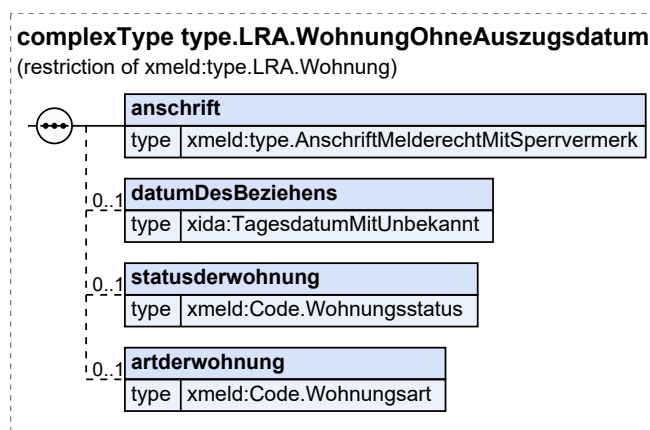 complexType type.LRA.WohnungOhneAuszugsdatum
(restriction of xmeld:type.LRA.Wohnung)
anschrift
type xmeld:type.AnschriftMelderechtMitSperrvermerk
0..1 datumDesBeziehens
type xida:TagesdatumMitUnbekannt
0..1 statusderwohnung
type xmeld:Code.Wohnungsstatus
0..1 artderwohnung
type xmeld:Code.Wohnungsart